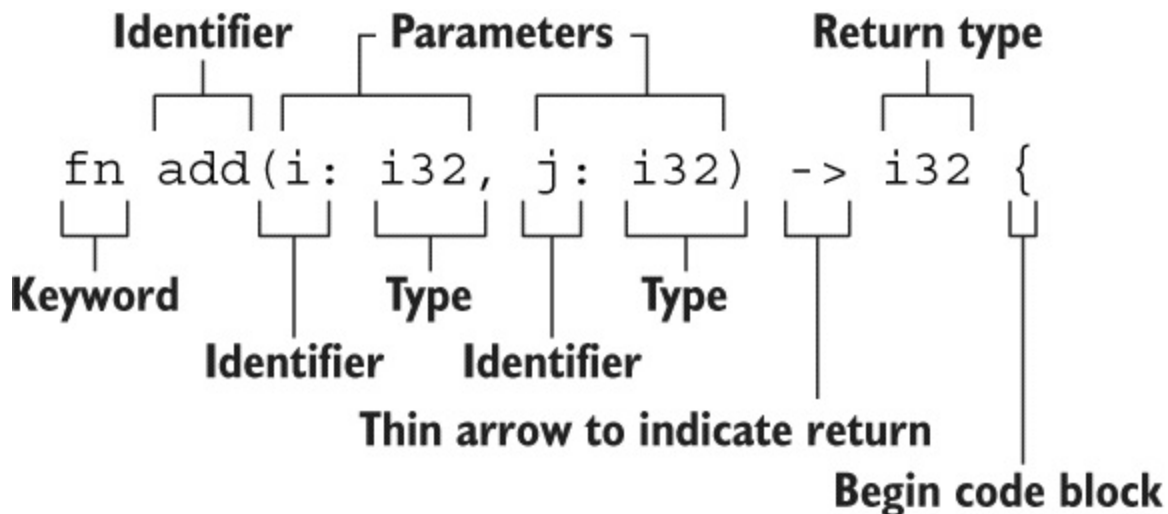 Identifier Parameters Return type
fn add(i: i32, j: i32) -> i32 {
Keyword Type Type
Identifier Identifier
Thin arrow to indicate return
Begin code block